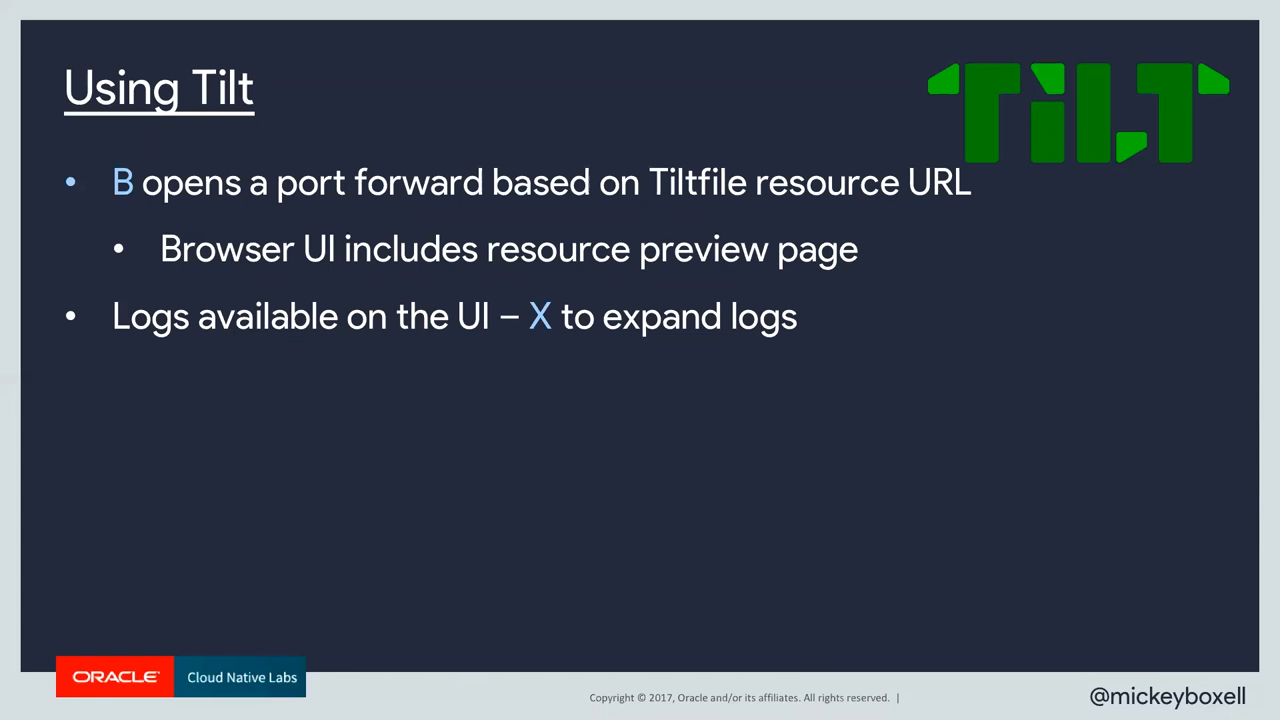 Using Tilt
TiLT
• B opens a port forward based on Tiltfile resource URL
• Browser UI includes resource preview page
• Logs available on the UI – X to expand logs
ORACLE® Cloud Native Labs
Copyright © 2017, Oracle and/or its affiliates. All rights reserved. |
@mickeyboxell